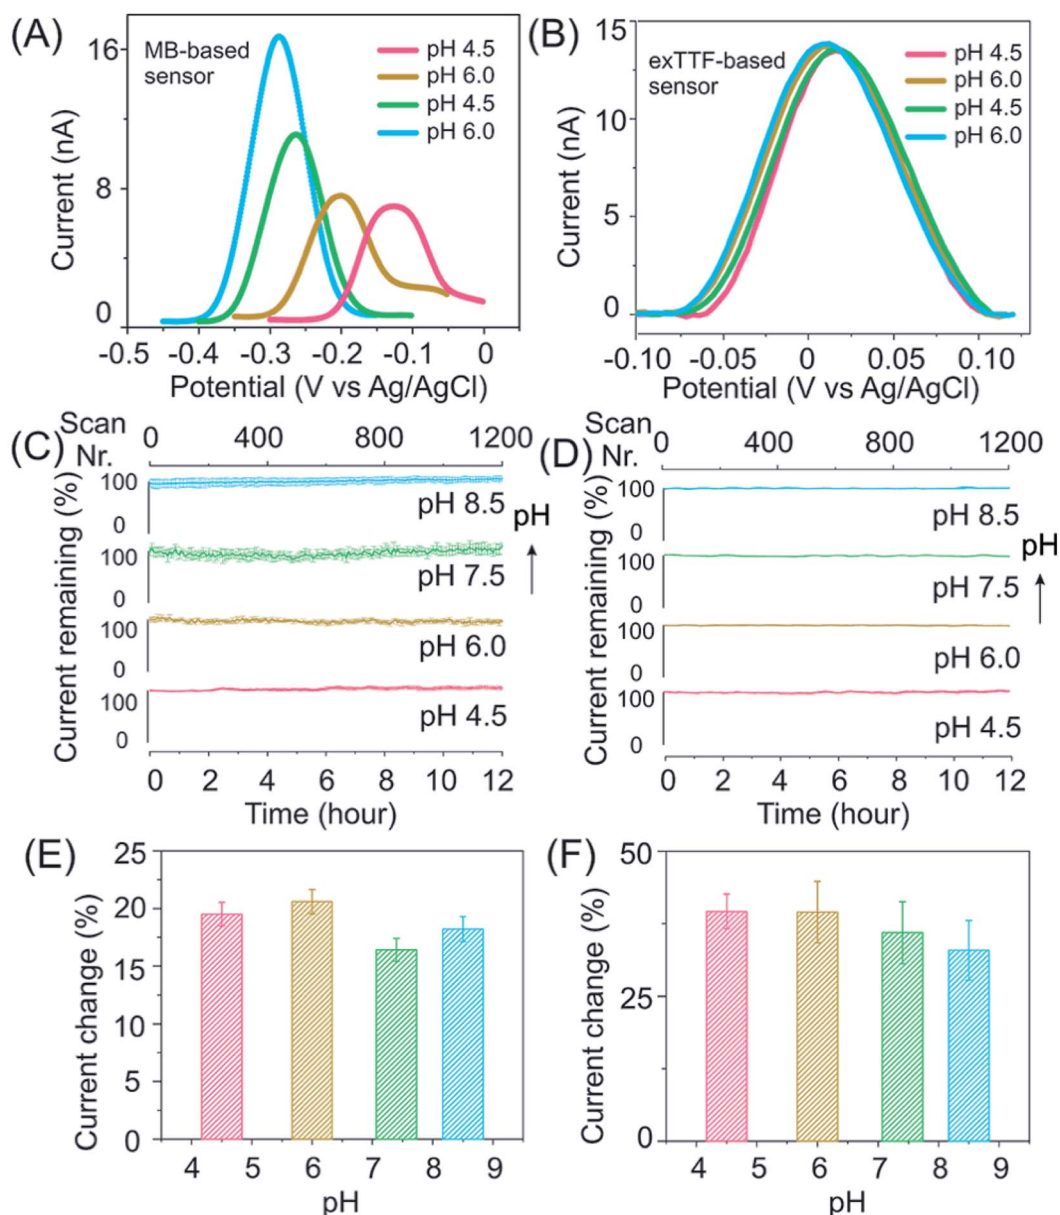 (A)
MB-based
sensor
pH 4.5
pH 6.0
pH 4.5
pH 6.0
16
8
0
Current (nA)
-0.5 -0.4 -0.3 -0.2 -0.1 0
Potential (V vs Ag/AgCl)
(B)
exTTF-based
sensor
pH 4.5
pH 6.0
pH 4.5
pH 6.0
15
10
5
0
Current (nA)
-0.10 -0.05 0 0.05 0.10
Potential (V vs Ag/AgCl)
(C)
Scan
Nr.
0 400 800 1200
Current remaining (%)
100
0
pH 8.5
100
0
pH 7.5
100
0
pH 6.0
100
0
pH 4.5
pH
0 2 4 6 8 10 12
Time (hour)
(D)
Scan
Nr.
0 400 800 1200
Current remaining (%)
100
0
pH 8.5
100
0
pH 7.5
100
0
pH 6.0
100
0
pH 4.5
pH
0 2 4 6 8 10 12
Time (hour)
(E)
25
20
15
10
5
0
Current change (%)
4 5 6 7 8 9
pH
(F)
50
25
0
Current change (%)
4 5 6 7 8 9
pH